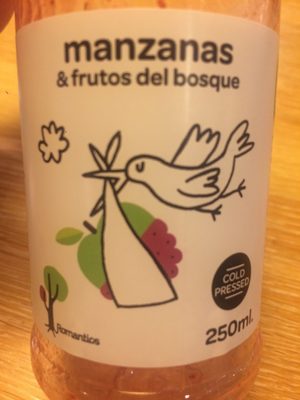 manzanas
& frutos del bosque
COLD
PRESSED
Romantics
250ml.